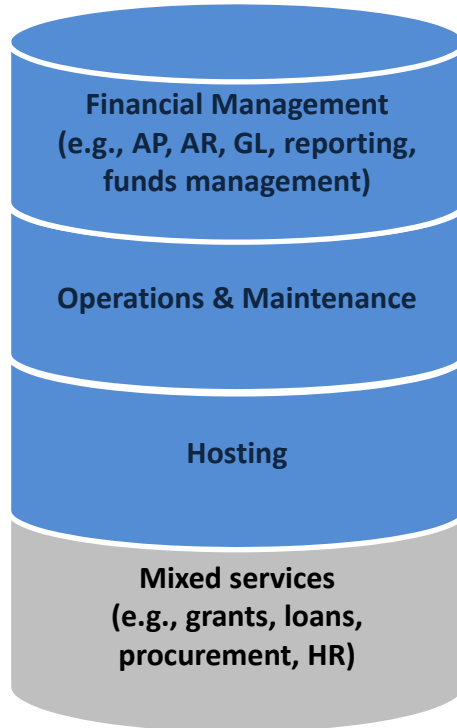 Financial Management
(e.g., AP, AR, GL, reporting,
funds management)
Operations & Maintenance
Hosting
Mixed services
(e.g., grants, loans,
procurement, HR)